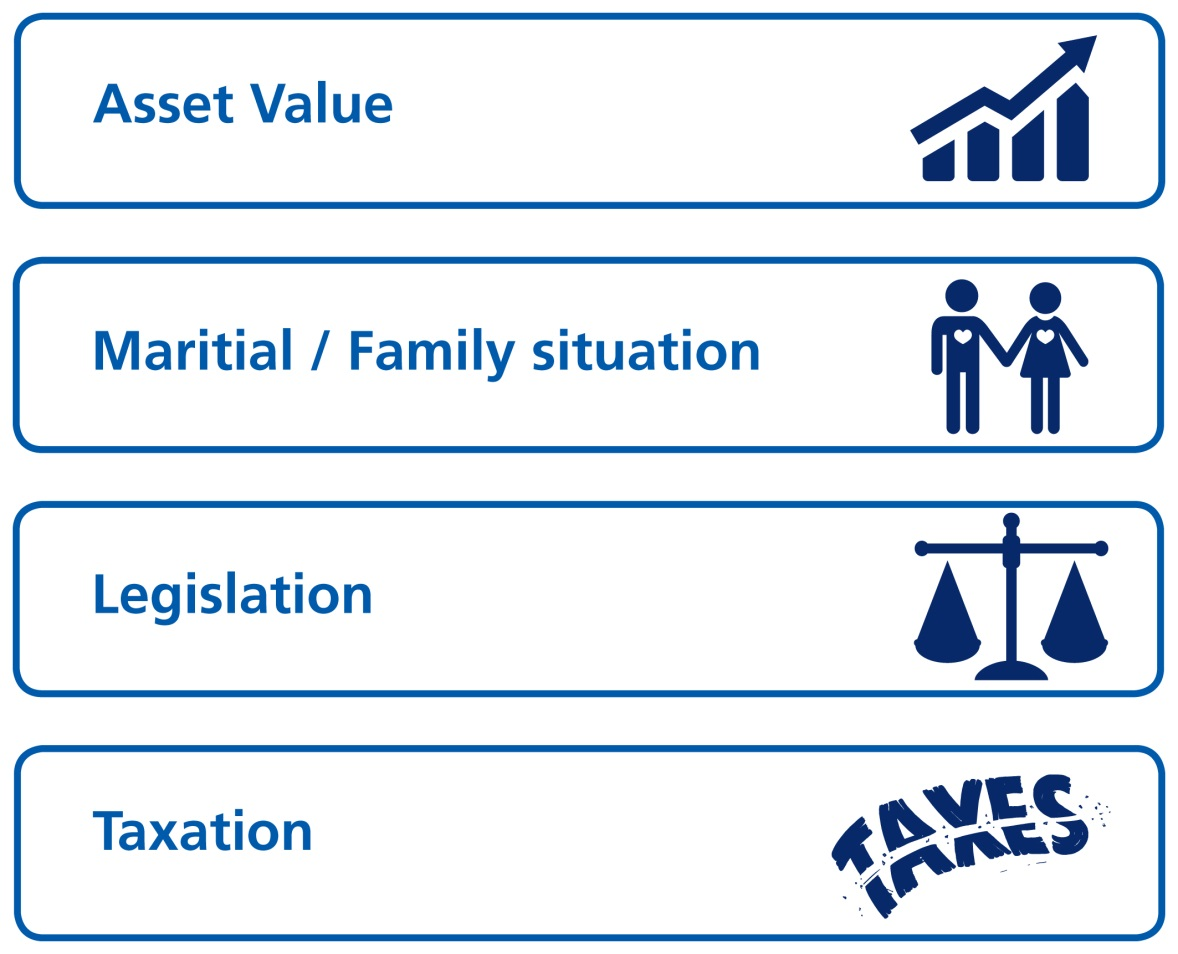 Asset Value
Maritial / Family situation
Legislation
Taxation
TAXES